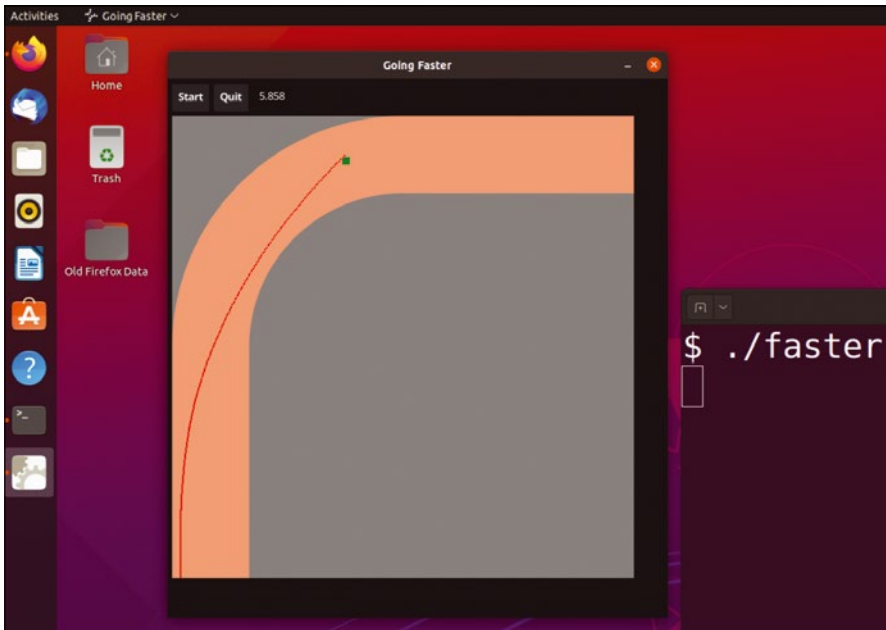 Activities
Going Faster
Home
Trash
Old Firefox Data
Going Faster
Start Quit 5.858
$ ./faster